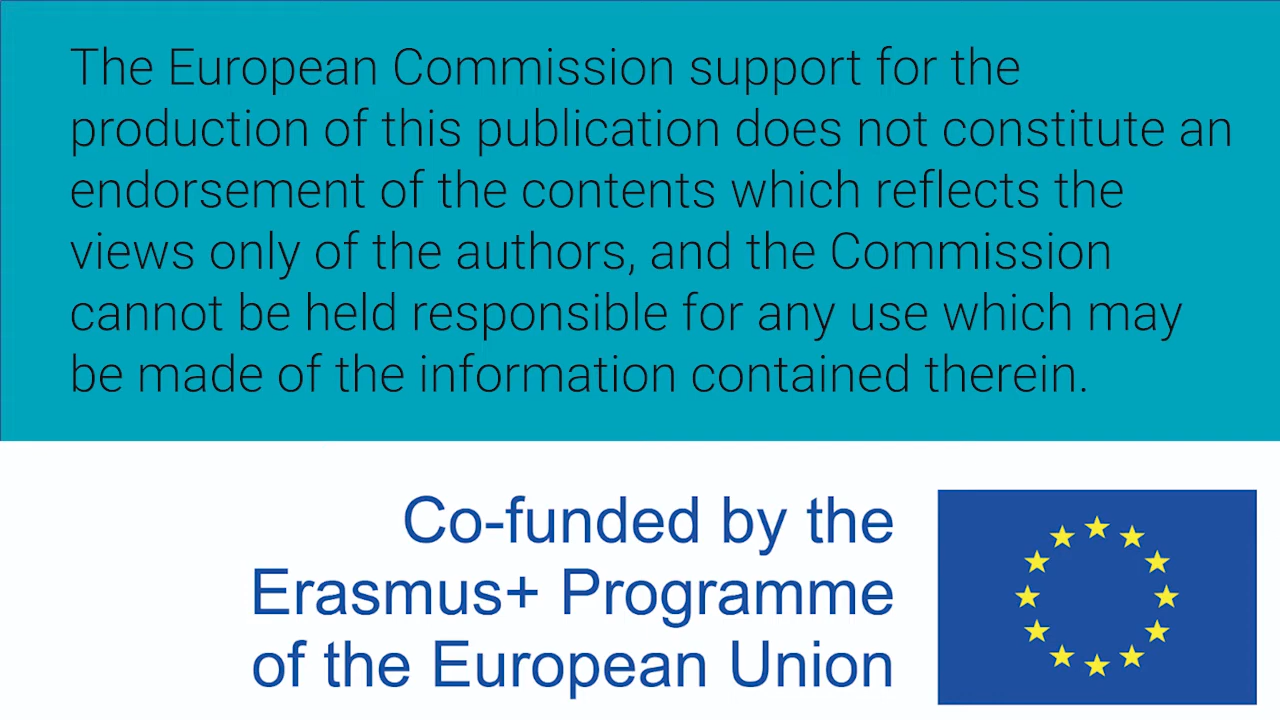 The European Commission support for the
production of this publication does not constitute an
endorsement of the contents which reflects the
views only of the authors, and the Commission
cannot be held responsible for any use which may
be made of the information contained therein.
Co-funded by the
Erasmus+ Programme
of the European Union